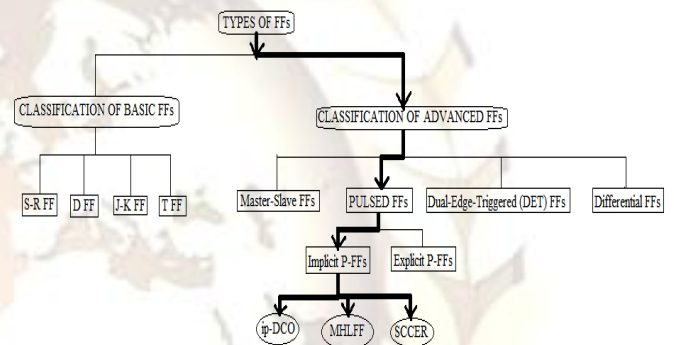 TYPES OF FFs
CLASSIFICATION OF BASIC FFs
CLASSIFICATION OF ADVANCED FFs
S-R FF
D FF
J-K FF
T FF
Master-Slave FFs
PULSED FFs
Dual-Edge-Triggered (DET) FFs
Differential FFs
Implicit P-FFs
Explicit P-FFs
ip-DCO
MHLFF
SCCER